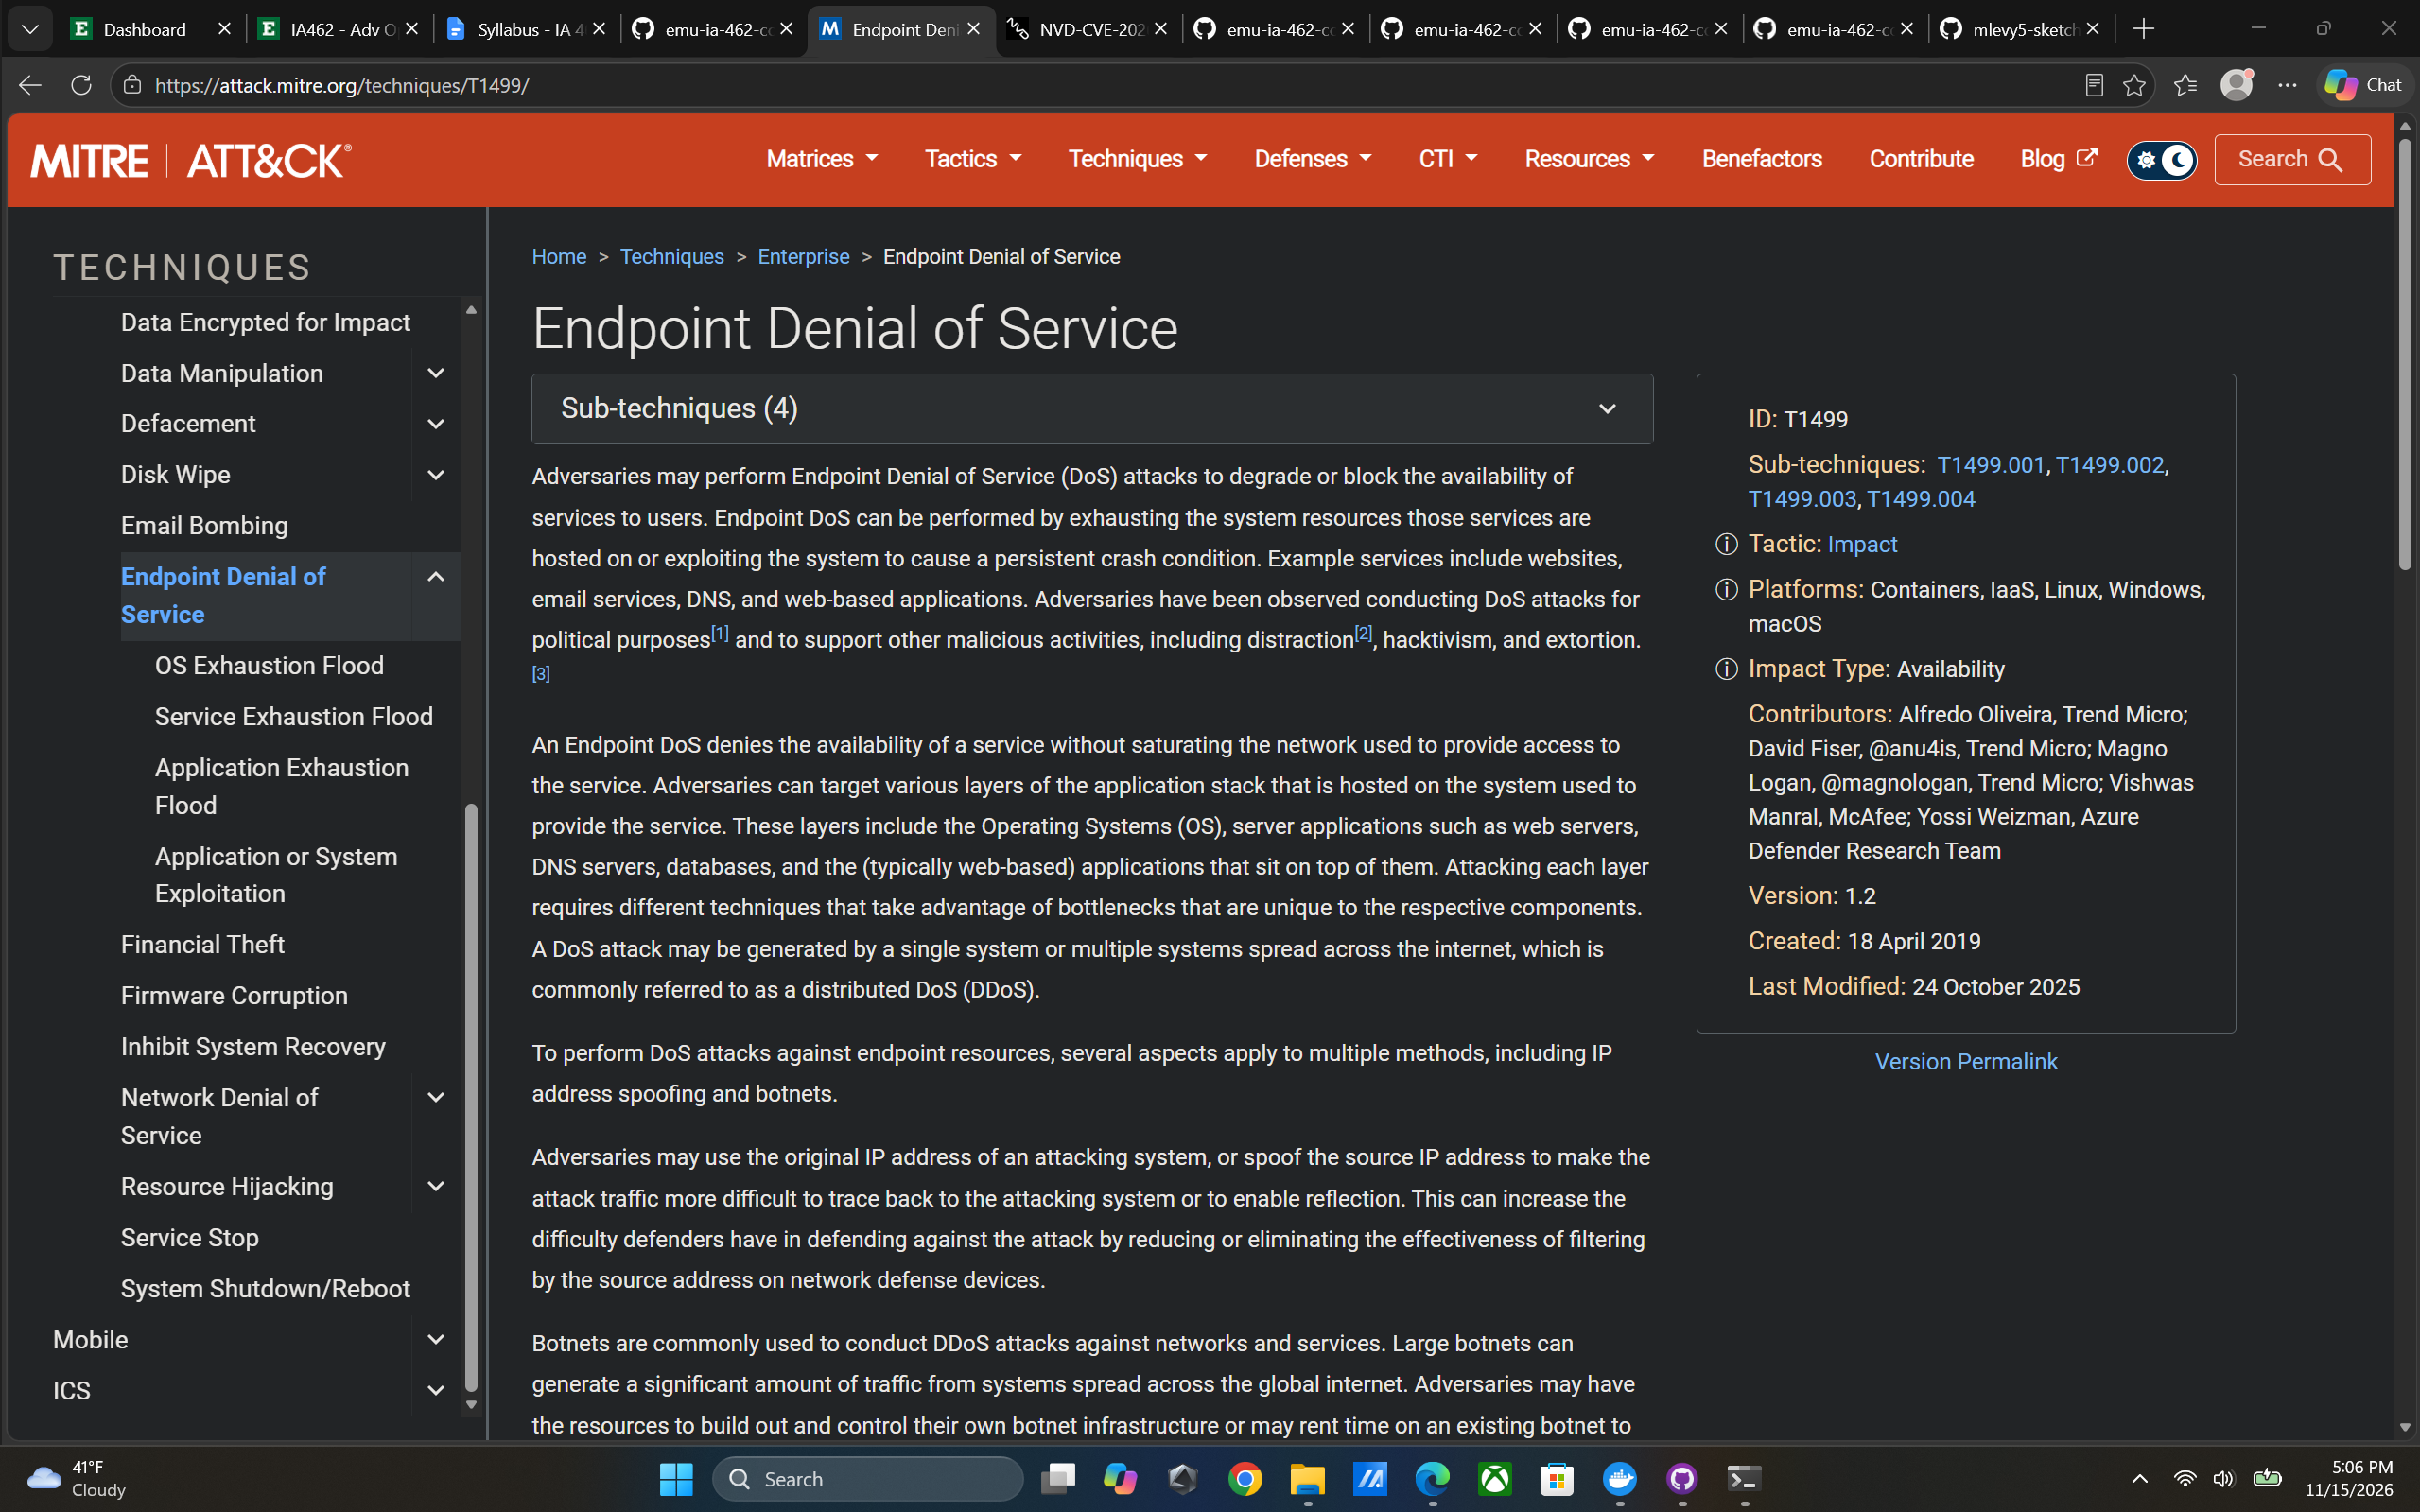 Dashboard
IA462 - Adv O
Syllabus - IA 4
emu-ia-462-co
Endpoint Deni
NVD-CVE-202
emu-ia-462-co
emu-ia-462-co
emu-ia-462-co
emu-ia-462-co
mlevy5-sketch
https://attack.mitre.org/techniques/T1499/
Chat
MITRE | ATT&CK®
Matrices
Tactics
Techniques
Defenses
CTI
Resources
Benefactors
Contribute
Blog
Search
TECHNIQUES
Data Encrypted for Impact
Data Manipulation
Defacement
Disk Wipe
Email Bombing
Endpoint Denial of
Service
OS Exhaustion Flood
Service Exhaustion Flood
Application Exhaustion
Flood
Application or System
Exploitation
Financial Theft
Firmware Corruption
Inhibit System Recovery
Network Denial of
Service
Resource Hijacking
Service Stop
System Shutdown/Reboot
Mobile
ICS
Home > Techniques > Enterprise > Endpoint Denial of Service
Endpoint Denial of Service
Sub-techniques (4)
Adversaries may perform Endpoint Denial of Service (DoS) attacks to degrade or block the availability of
services to users. Endpoint DoS can be performed by exhausting the system resources those services are
hosted on or exploiting the system to cause a persistent crash condition. Example services include websites,
email services, DNS, and web-based applications. Adversaries have been observed conducting DoS attacks for
political purposes[1] and to support other malicious activities, including distraction[2], hacktivism, and extortion.
[3]
An Endpoint DoS denies the availability of a service without saturating the network used to provide access to
the service. Adversaries can target various layers of the application stack that is hosted on the system used to
provide the service. These layers include the Operating Systems (OS), server applications such as web servers,
DNS servers, databases, and the (typically web-based) applications that sit on top of them. Attacking each layer
requires different techniques that take advantage of bottlenecks that are unique to the respective components.
A DoS attack may be generated by a single system or multiple systems spread across the internet, which is
commonly referred to as a distributed DoS (DDoS).
To perform DoS attacks against endpoint resources, several aspects apply to multiple methods, including IP
address spoofing and botnets.
Adversaries may use the original IP address of an attacking system, or spoof the source IP address to make the
attack traffic more difficult to trace back to the attacking system or to enable reflection. This can increase the
difficulty defenders have in defending against the attack by reducing or eliminating the effectiveness of filtering
by the source address on network defense devices.
Botnets are commonly used to conduct DDoS attacks against networks and services. Large botnets can
generate a significant amount of traffic from systems spread across the global internet. Adversaries may have
the resources to build out and control their own botnet infrastructure or may rent time on an existing botnet to
ID: T1499
Sub-techniques: T1499.001, T1499.002,
T1499.003, T1499.004
Tactic: Impact
Platforms: Containers, IaaS, Linux, Windows,
macOS
Impact Type: Availability
Contributors: Alfredo Oliveira, Trend Micro;
David Fiser, @anu4is, Trend Micro; Magno
Logan, @magnologan, Trend Micro; Vishwas
Manral, McAfee; Yossi Weizman, Azure
Defender Research Team
Version: 1.2
Created: 18 April 2019
Last Modified: 24 October 2025
Version Permalink
41°F
Cloudy
Search
5:06 PM
11/15/2026